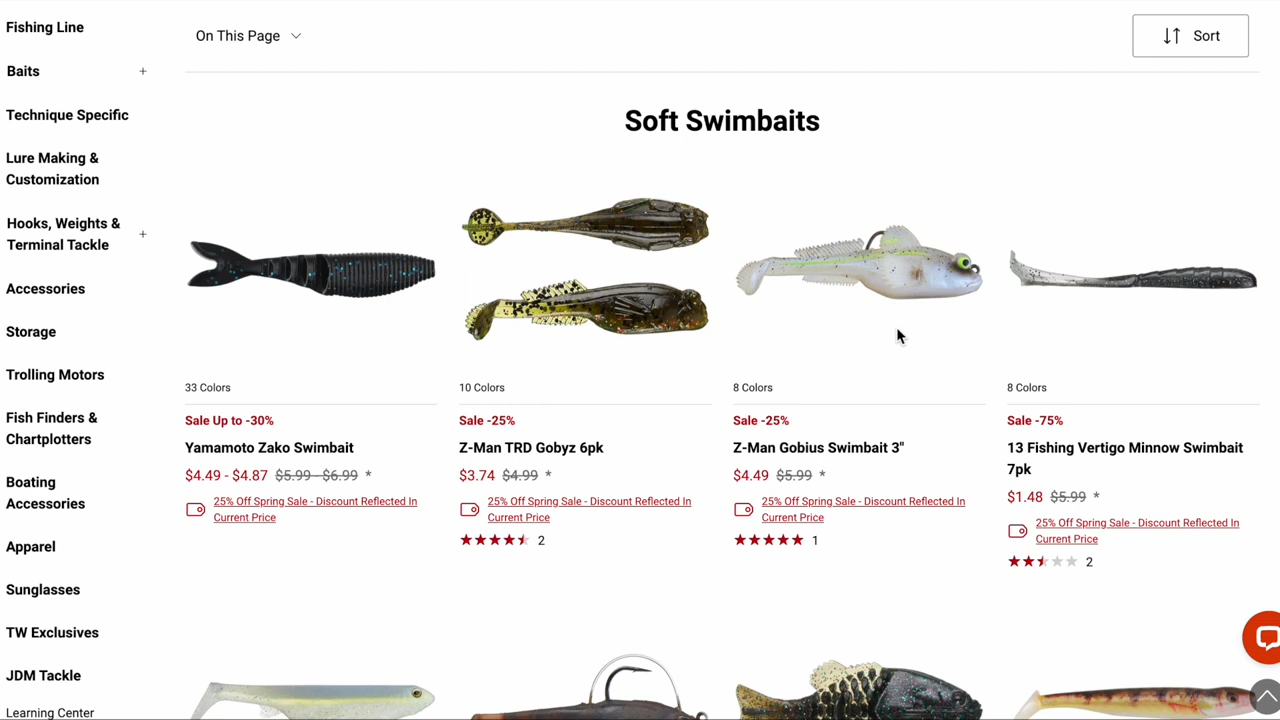 Fishing Line
Baits
+
Technique Specific
Lure Making &
Customization
Hooks, Weights &
Terminal Tackle
+
Accessories
Storage
Trolling Motors
Fish Finders &
Chartplotters
Boating
Accessories
Apparel
Sunglasses
TW Exclusives
JDM Tackle
Learning Center
On This Page
Sort
Soft Swimbaits
33 Colors
Sale Up to -30%
Yamamoto Zako Swimbait
$4.49 - $4.87 $5.99 - $6.99 *
25% Off Spring Sale - Discount Reflected In
Current Price
10 Colors
Sale -25%
Z-Man TRD Gobyz 6pk
$3.74 $4.99 *
25% Off Spring Sale - Discount Reflected In
Current Price
2
8 Colors
Sale -25%
Z-Man Gobius Swimbait 3"
$4.49 $5.99 *
25% Off Spring Sale - Discount Reflected In
Current Price
1
8 Colors
Sale -75%
13 Fishing Vertigo Minnow Swimbait
7pk
$1.48 $5.99 *
25% Off Spring Sale - Discount Reflected In
Current Price
2